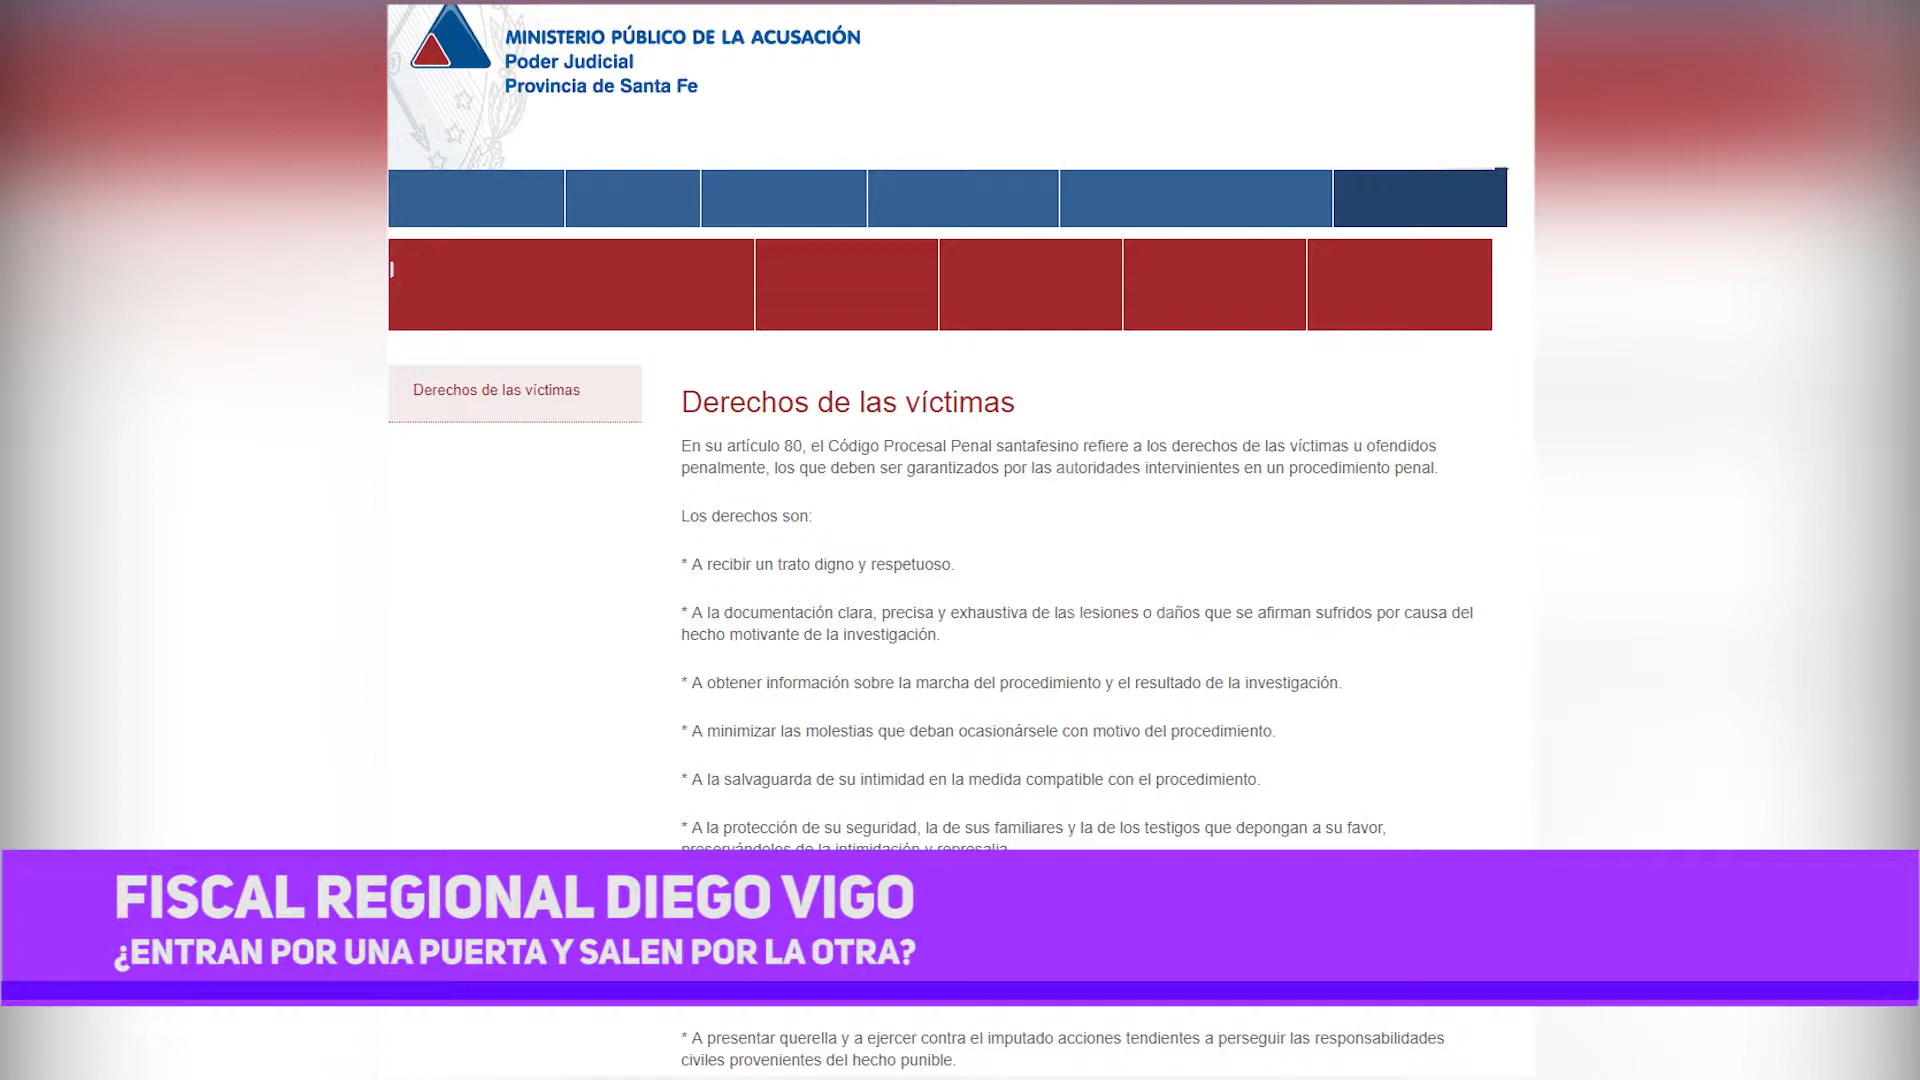 MINISTERIO PÚBLICO DE LA ACUSACIÓN
Poder Judicial
Provincia de Santa Fe
Derechos de las víctimas
Derechos de las víctimas
En su artículo 80, el Código Procesal Penal santafesino refiere a los derechos de las víctimas u ofendidos
penalmente, los que deben ser garantizados por las autoridades intervinientes en un procedimiento penal.
Los derechos son:
* A recibir un trato digno y respetuoso.
* A la documentación clara, precisa y exhaustiva de las lesiones o daños que se afirman sufridos por causa del
hecho motivante de la investigación.
* A obtener información sobre la marcha del procedimiento y el resultado de la investigación.
* A minimizar las molestias que deban ocasionársele con motivo del procedimiento.
* A la salvaguarda de su intimidad en la medida compatible con el procedimiento.
* A la protección de su seguridad, la de sus familiares y la de los testigos que depongan a su favor,
preservándolos de la intimidación y represalia.
FISCAL REGIONAL DIEGO VIGO
¿ENTRAN POR UNA PUERTA Y SALEN POR LA OTRA?
* A presentar querella y a ejercer contra el imputado acciones tendientes a perseguir las responsabilidades
civiles provenientes del hecho punible.